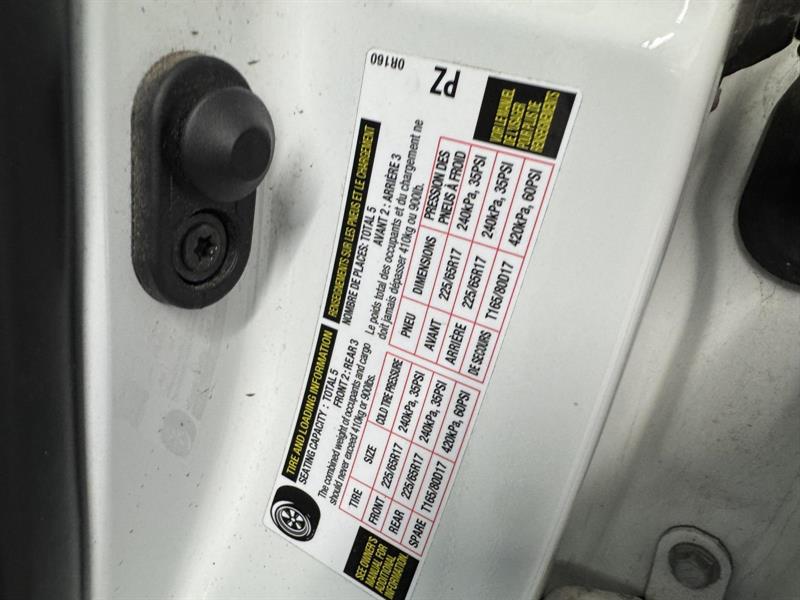 TIRE AND LOADING INFORMATION
SEATING CAPACITY : TOTAL 5
FRONT 2 : REAR 3
The combined weight of occupants and cargo
should never exceed 410kg or 900lbs.
TIRE SIZE COLD TIRE PRESSURE
FRONT 225/65R17 240kPa, 35PSI
REAR 225/65R17 240kPa, 35PSI
SPARE T165/80D17 420kPa, 60PSI
SEE OWNER'S
MANUAL FOR
ADDITIONAL
INFORMATION
RENSEIGNEMENTS SUR LES PNEUS ET LE CHARGEMENT
NOMBRE DE PLACES: TOTAL 5
AVANT 2 : ARRIÈRE 3
Le poids total des occupants et du chargement ne
doit jamais dépasser 410kg ou 900lb.
PNEU DIMENSIONS PRESSION DES
PNEUS À FROID
AVANT 225/65R17 240kPa, 35PSI
ARRIÈRE 225/65R17 240kPa, 35PSI
DE SECOURS T165/80D17 420kPa, 60PSI
VOIR LE MANUEL
DE L'USAGER
POUR PLUS DE
RENSEIGNEMENTS
0R160
PZ